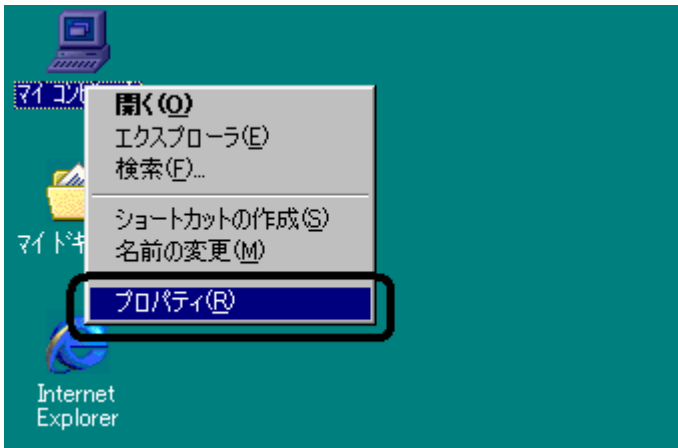 マイ コン
開く(O)
エクスプローラ(E)
検索(F)...
ショートカットの作成(S)
マイ ドキ
名前の変更(M)
プロパティ(R)
Internet
Explorer